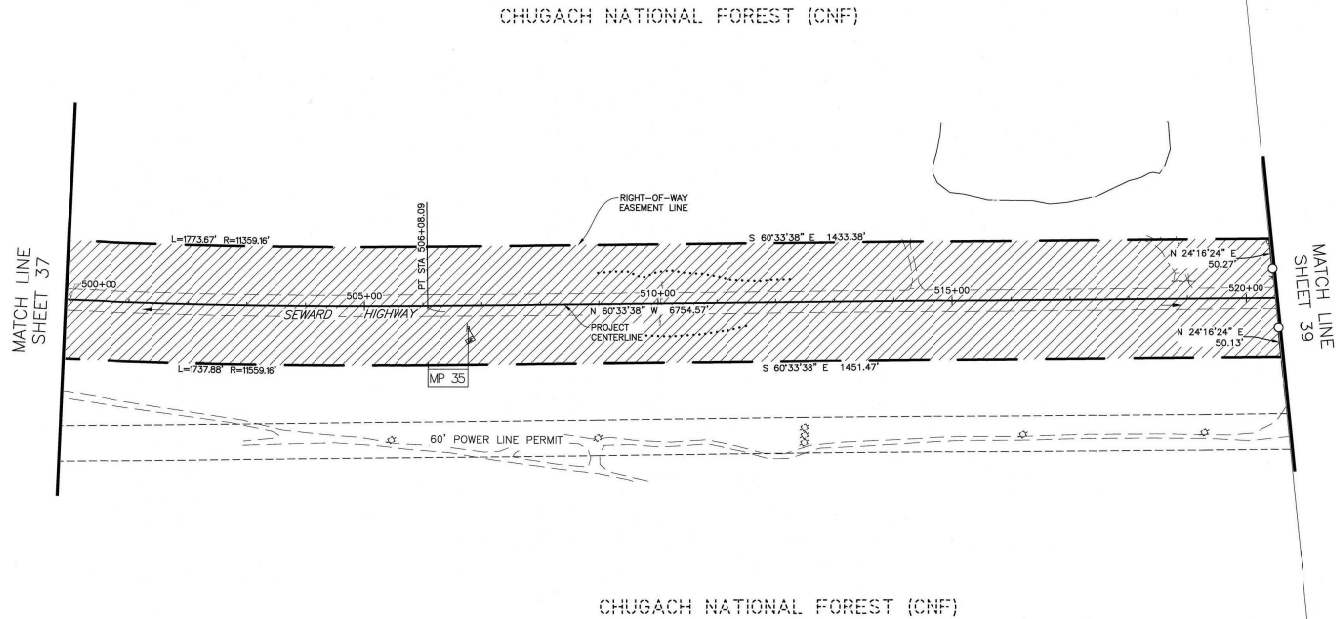 CHUGACH NATIONAL FOREST (CNF)
MATCH LINE
SHEET 37
RIGHT-OF-WAY
EASEMENT LINE
PT STA 506+08.09
L=1773.67' R=11359.16'
S 60°33'38" E 1433.38'
N 24°16'24" E
50.27'
MATCH LINE
SHEET 39
500+00
505+00
510+00
515+00
520+00
SEWARD HIGHWAY
N 60°33'38" W 6754.57'
PROJECT
CENTERLINE
N 24°16'24" E
50.13'
L=1737.88' R=11559.16'
MP 35
S 60°33'38" E 1451.47'
60' POWER LINE PERMIT
CHUGACH NATIONAL FOREST (CNF)